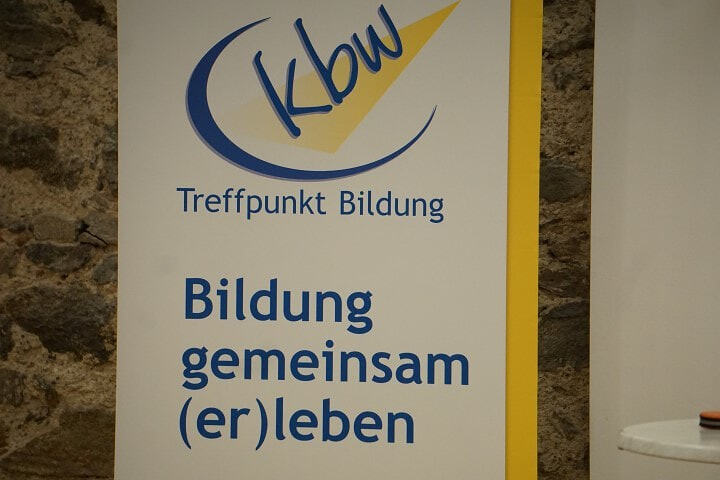 kbw
Treffpunkt Bildung
Bildung
gemeinsam
(er)leben